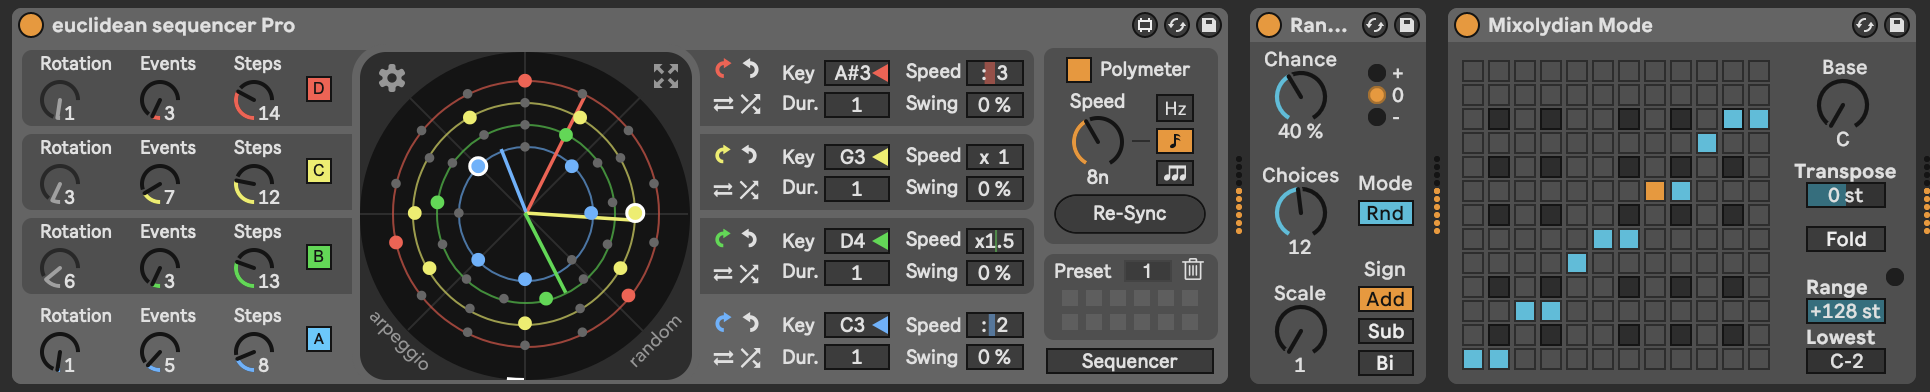 euclidean sequencer Pro
Rotation Events Steps
1 3 14 D
Rotation Events Steps
3 7 12 C
Rotation Events Steps
6 3 13 B
Rotation Events Steps
1 5 8 A
arpeggio
random
Key A#3 Speed : 3
Dur. 1 Swing 0 %
Key G3 Speed x 1
Dur. 1 Swing 0 %
Key D4 Speed x1.5
Dur. 1 Swing 0 %
Key C3 Speed : 2
Dur. 1 Swing 0 %
Polymeter
Speed Hz
8n
Re-Sync
Preset 1
Sequencer
Ran...
Chance +
0
40 % -
Choices
Mode
Rnd
12
Sign
Scale Add
Sub
1 Bi
Mixolydian Mode
Base
C
Transpose
0 st
Fold
Range
+128 st
Lowest
C-2